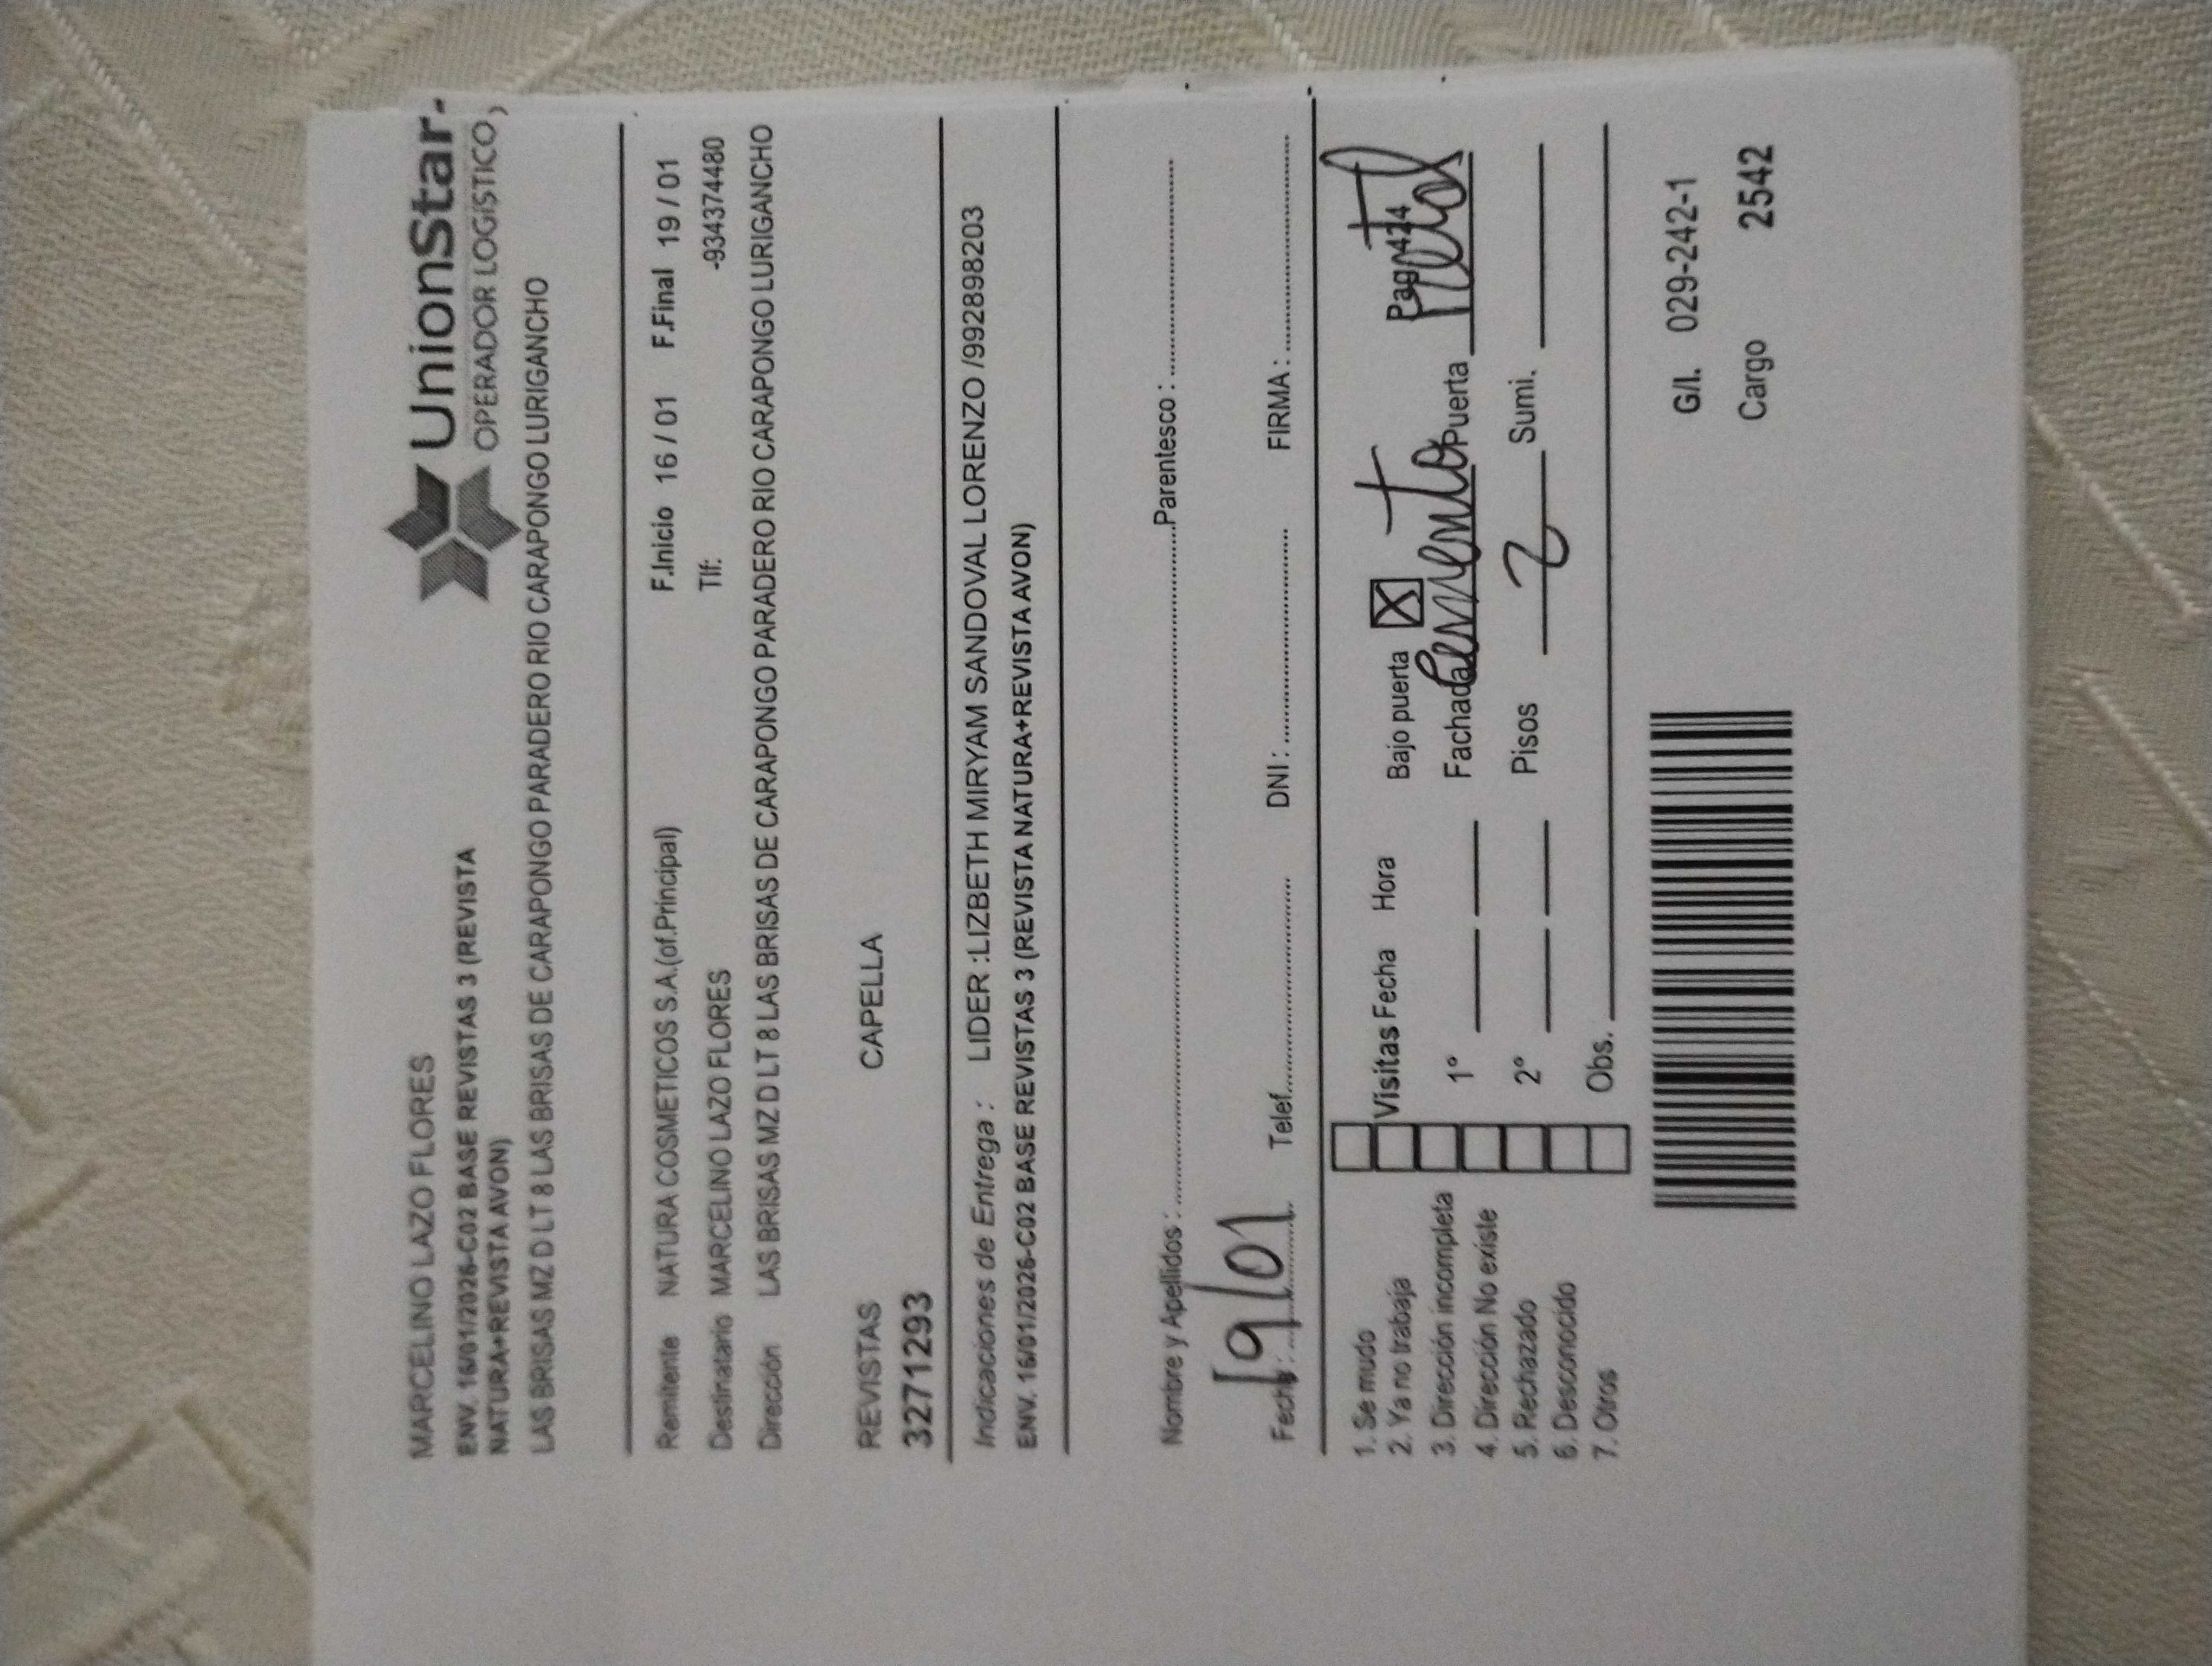 MARCELINO LAZO FLORES
UnionStar.
OPERADOR LOGÍSTICO
ENV. 16/01/2026-C02 BASE REVISTAS 3 (REVISTA
NATURA+REVISTA AVON)
LAS BRISAS MZ D LT 8 LAS BRISAS DE CARAPONGO PARADERO RIO CARAPONGO LURIGANCHO
Remitente NATURA COSMETICOS S.A.(of.Principal) F.Inicio 16 / 01 F.Final 19 / 01
Destinatario MARCELINO LAZO FLORES Tlf: -934374480
Dirección LAS BRISAS MZ D LT 8 LAS BRISAS DE CARAPONGO PARADERO RIO CARAPONGO LURIGANCHO
REVISTAS CAPELLA
3271293
Indicaciones de Entrega : LIDER :LIZBETH MIRYAM SANDOVAL LORENZO /992898203
ENV. 16/01/2026-C02 BASE REVISTAS 3 (REVISTA NATURA+REVISTA AVON)
Nombre y Apellidos : Parentesco :
Fecha : 19/01 Telef. DNI : FIRMA :
1. Se mudo
2. Ya no trabaja Visitas Fecha Hora Bajo puerta X Pag 424
3. Dirección incompleta 1° Fachada Cemento Puerta Metal
4. Dirección No existe
5. Rechazado 2° Pisos 2 Sumi.
6. Desconocido
7. Otros Obs.
G/I. 029-242-1
Cargo 2542